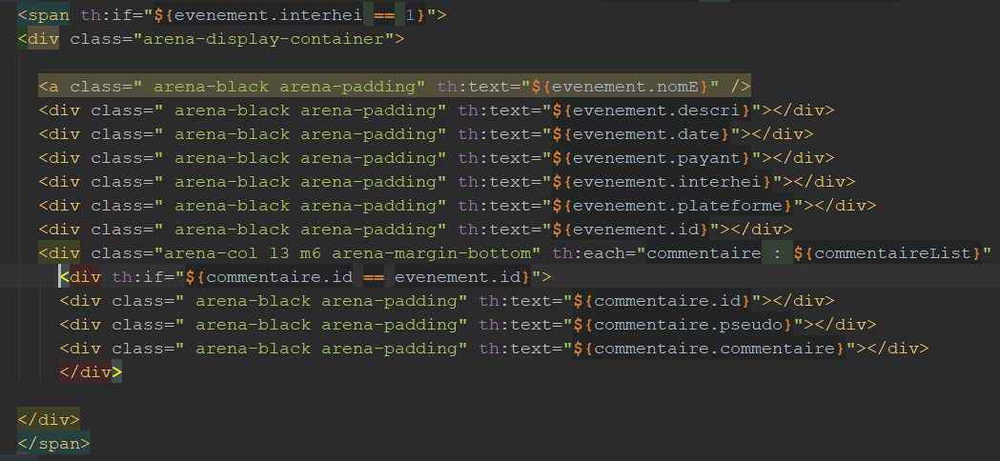 <span th:if="${evenement.interhei == 1}">
<div class="arena-display-container">
<a class=" arena-black arena-padding" th:text="${evenement.nomE}" />
<div class=" arena-black arena-padding" th:text="${evenement.descri}"></div>
<div class=" arena-black arena-padding" th:text="${evenement.date}"></div>
<div class=" arena-black arena-padding" th:text="${evenement.payant}"></div>
<div class=" arena-black arena-padding" th:text="${evenement.interhei}"></div>
<div class=" arena-black arena-padding" th:text="${evenement.plateforme}"></div>
<div class=" arena-black arena-padding" th:text="${evenement.id}"></div>
<div class="arena-col l3 m6 arena-margin-bottom" th:each="commentaire : ${commentaireList}"
<div th:if="${commentaire.id == evenement.id}">
<div class=" arena-black arena-padding" th:text="${commentaire.id}"></div>
<div class=" arena-black arena-padding" th:text="${commentaire.pseudo}"></div>
<div class=" arena-black arena-padding" th:text="${commentaire.commentaire}"></div>
</div>
</div>
</span>